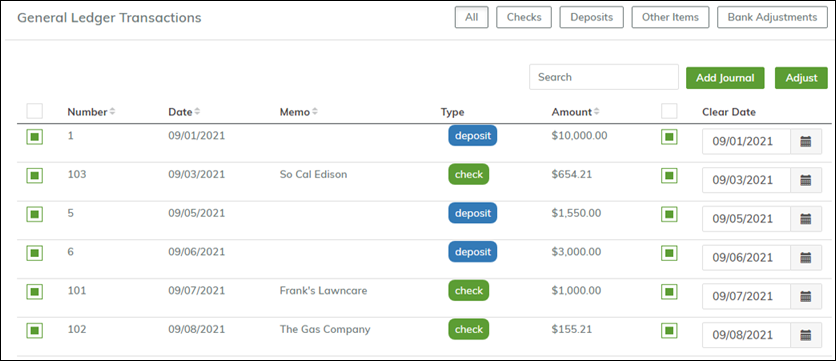 General Ledger Transactions All Checks Deposits Other Items Bank Adjustments
Search Add Journal Adjust
Number Date Memo Type Amount Clear Date
1 09/01/2021 deposit $10,000.00 09/01/2021
103 09/03/2021 So Cal Edison check $654.21 09/03/2021
5 09/05/2021 deposit $1,550.00 09/05/2021
6 09/06/2021 deposit $3,000.00 09/06/2021
101 09/07/2021 Frank's Lawncare check $1,000.00 09/07/2021
102 09/08/2021 The Gas Company check $155.21 09/08/2021